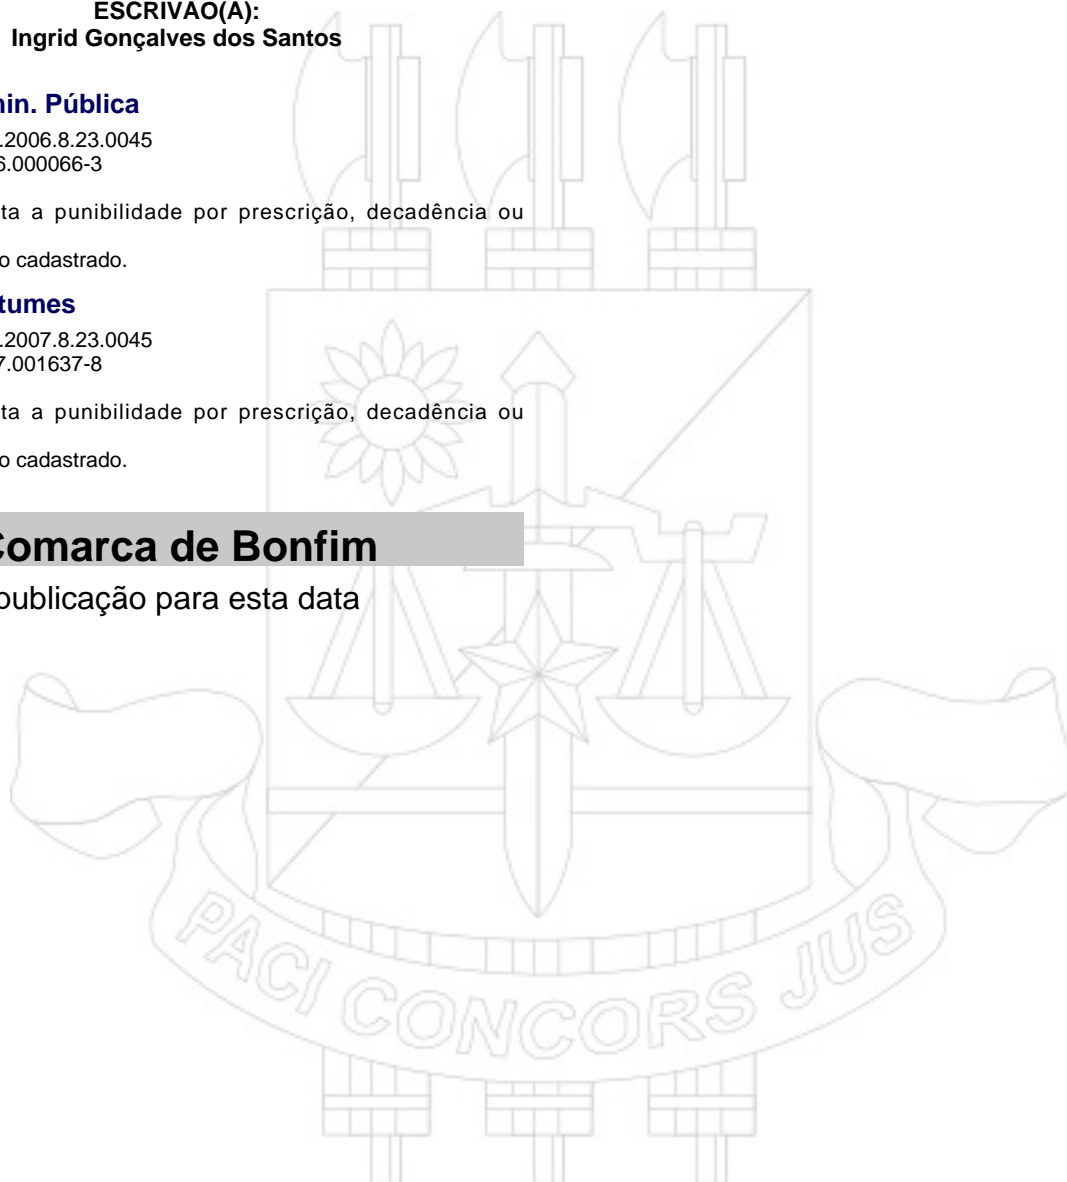 ESCRIVÃO(A):
Ingrid Gonçalves dos Santos
in. Pública
.2006.8.23.0045
6.000066-3
ta a punibilidade por prescrição, decadência ou
o cadastrado.
tumes
.2007.8.23.0045
7.001637-8
ta a punibilidade por prescrição, decadência ou
o cadastrado.
Comarca de Bonfim
publicação para esta data
PACI CONCORS JUS